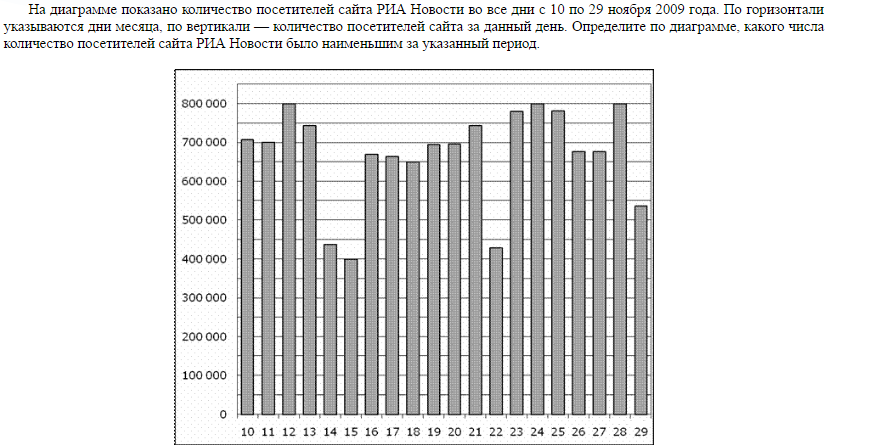 На диаграмме показано количество посетителей сайта РИА Новости во все дни с 10 по 29 ноября 2009 года. По горизонтали
указываются дни месяца, по вертикали — количество посетителей сайта за данный день. Определите по диаграмме, какого числа
количество посетителей сайта РИА Новости было наименьшим за указанный период.
800 000
700 000
600 000
500 000
400 000
300 000
200 000
100 000
0
10 11 12 13 14 15 16 17 18 19 20 21 22 23 24 25 26 27 28 29